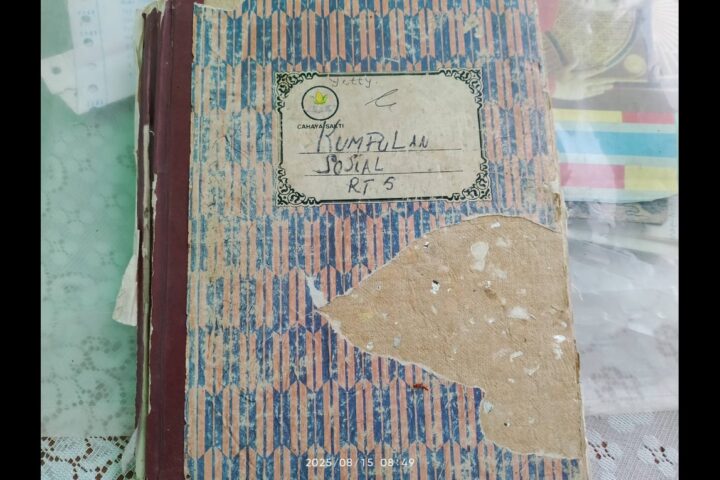 Yetty.
CAHAYA SAKTI
KUMPULAN
SOSIAL
RT. 5
2025/08/15 08:49